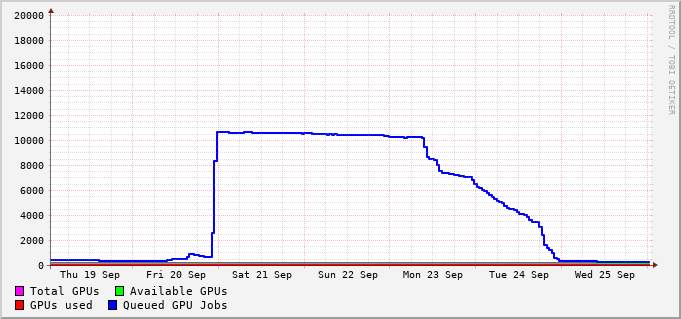 20000
18000
16000
14000
12000
10000
8000
6000
4000
2000
0
Thu 19 Sep Fri 20 Sep Sat 21 Sep Sun 22 Sep Mon 23 Sep Tue 24 Sep Wed 25 Sep
Total GPUs Available GPUs
GPUs used Queued GPU Jobs
RRDTOOL / TOBI OETIKER